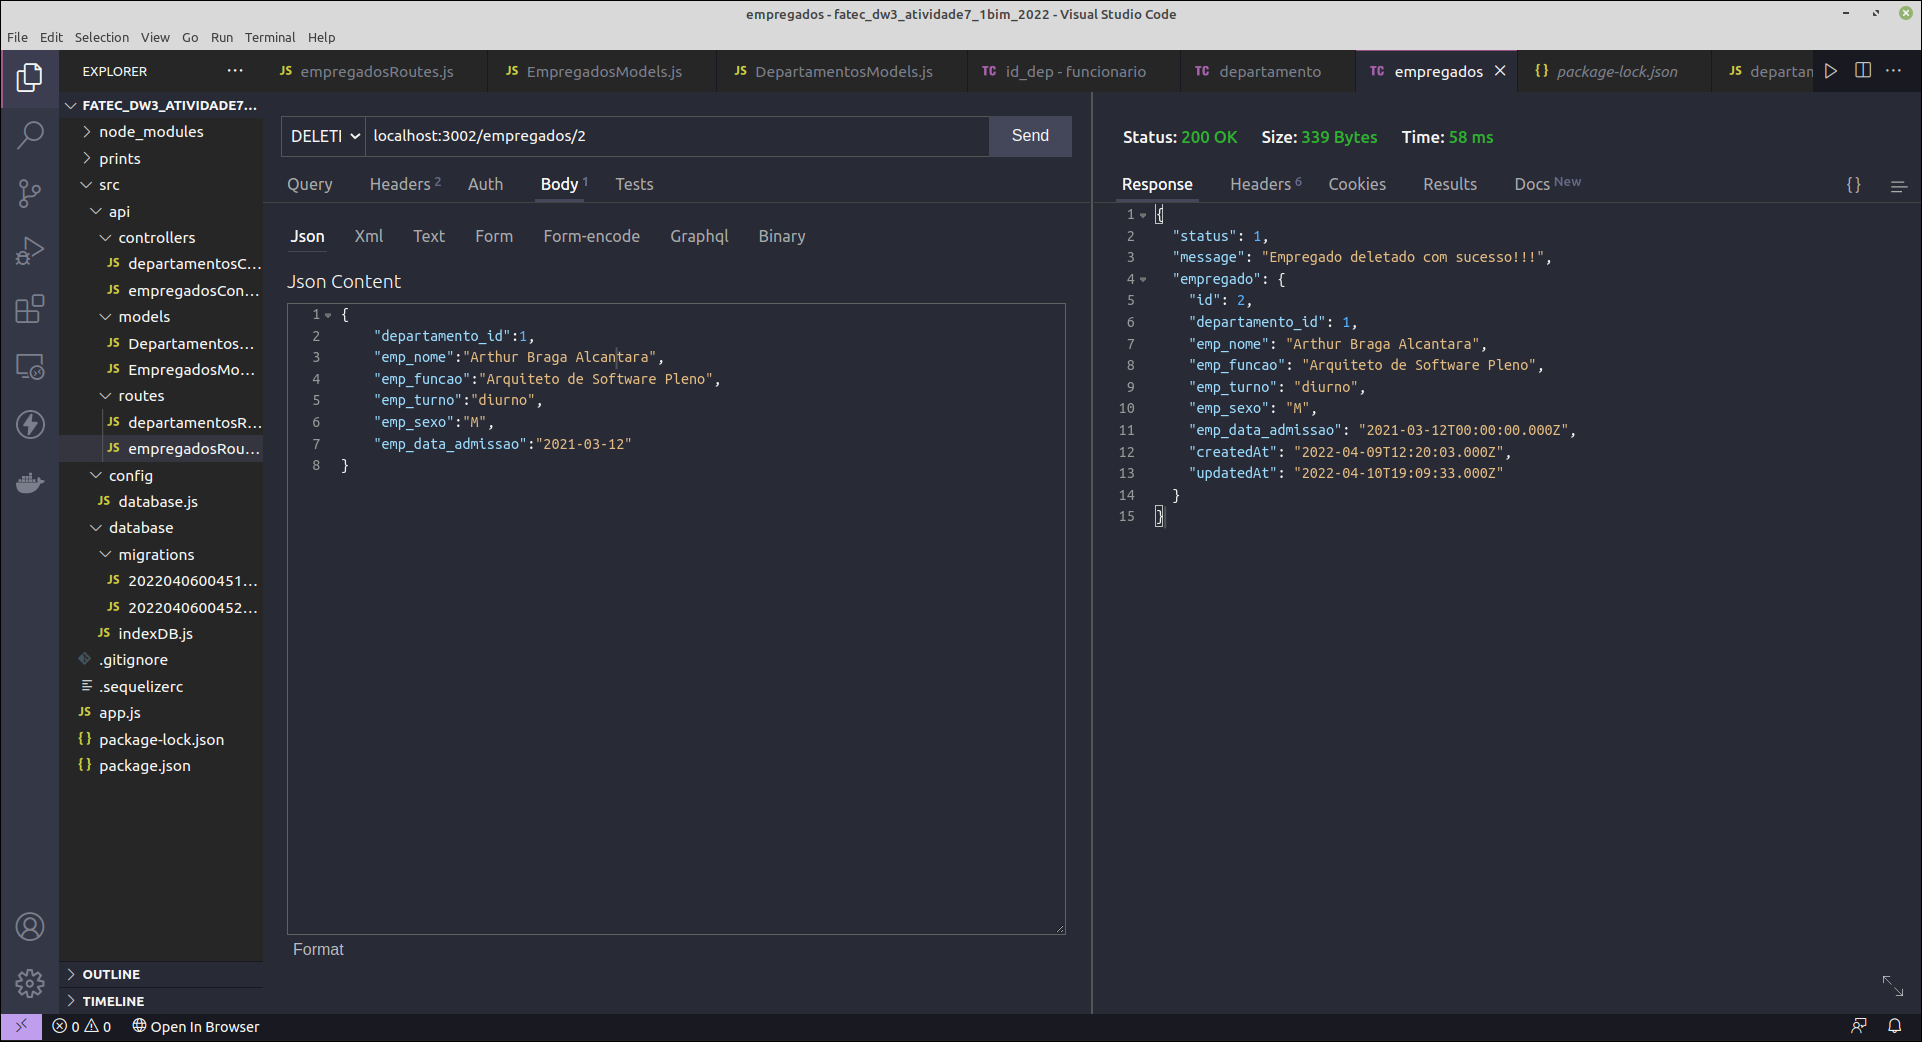 empregados - fatec_dw3_atividade7_1bim_2022 - Visual Studio Code
File Edit Selection View Go Run Terminal Help
EXPLORER
empregadosRoutes.js
EmpregadosModels.js
DepartamentosModels.js
id_dep - funcionario
departamento
empregados
package-lock.json
departan
FATEC_DW3_ATIVIDADE7...
node_modules
prints
src
api
controllers
JS departamentosC...
JS empregadosCon...
models
JS Departamentos...
JS EmpregadosMo...
routes
JS departamentosR...
JS empregadosRou...
config
JS database.js
database
migrations
JS 2022040600451...
JS 2022040600452...
JS indexDB.js
.gitignore
.sequelizerc
JS app.js
{} package-lock.json
{} package.json
OUTLINE
TIMELINE
DELETI localhost:3002/empregados/2 Send
Query Headers 2 Auth Body 1 Tests
Json Xml Text Form Form-encode Graphql Binary
Json Content
1 {
2 "departamento_id":1,
3 "emp_nome":"Arthur Braga Alcantara",
4 "emp_funcao":"Arquiteto de Software Pleno",
5 "emp_turno":"diurno",
6 "emp_sexo":"M",
7 "emp_data_admissao":"2021-03-12"
8 }
Format
Status: 200 OK Size: 339 Bytes Time: 58 ms
Response Headers 6 Cookies Results Docs New {}
1 {
2 "status": 1,
3 "message": "Empregado deletado com sucesso!!!",
4 "empregado": {
5 "id": 2,
6 "departamento_id": 1,
7 "emp_nome": "Arthur Braga Alcantara",
8 "emp_funcao": "Arquiteto de Software Pleno",
9 "emp_turno": "diurno",
10 "emp_sexo": "M",
11 "emp_data_admissao": "2021-03-12T00:00:00.000Z",
12 "createdAt": "2022-04-09T12:20:03.000Z",
13 "updatedAt": "2022-04-10T19:09:33.000Z"
14 }
15 }
0 0 Open In Browser